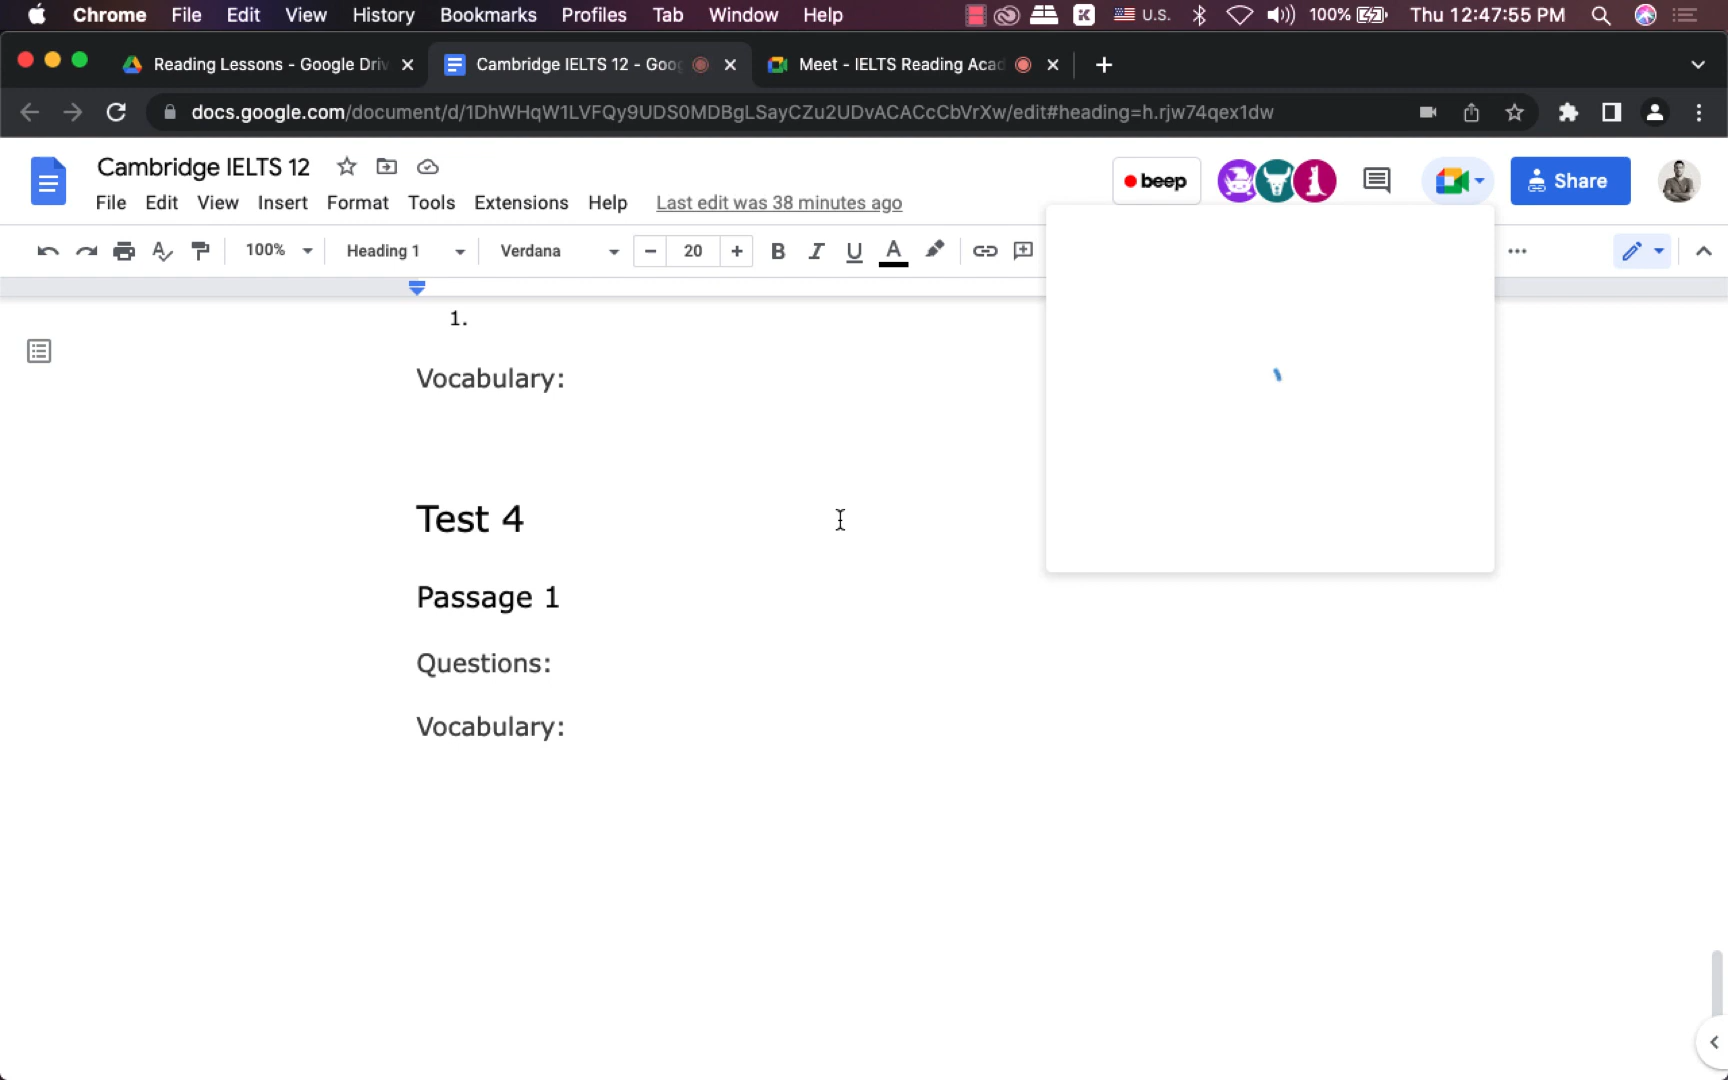 Chrome File Edit View History Bookmarks Profiles Tab Window Help U.S. 100% Thu 12:47:55 PM
Reading Lessons - Google Driv Cambridge IELTS 12 - Goo Meet - IELTS Reading Acad
docs.google.com/document/d/1DhWHqW1LVFQy9UDS0MDBgLSayCZu2UDvACACcCbVrXw/edit#heading=h.rjw74qex1dw
Cambridge IELTS 12
beep
Share
File Edit View Insert Format Tools Extensions Help Last edit was 38 minutes ago
100% Heading 1 Verdana 20 B I U A
1.
Vocabulary:
Test 4
Passage 1
Questions:
Vocabulary: